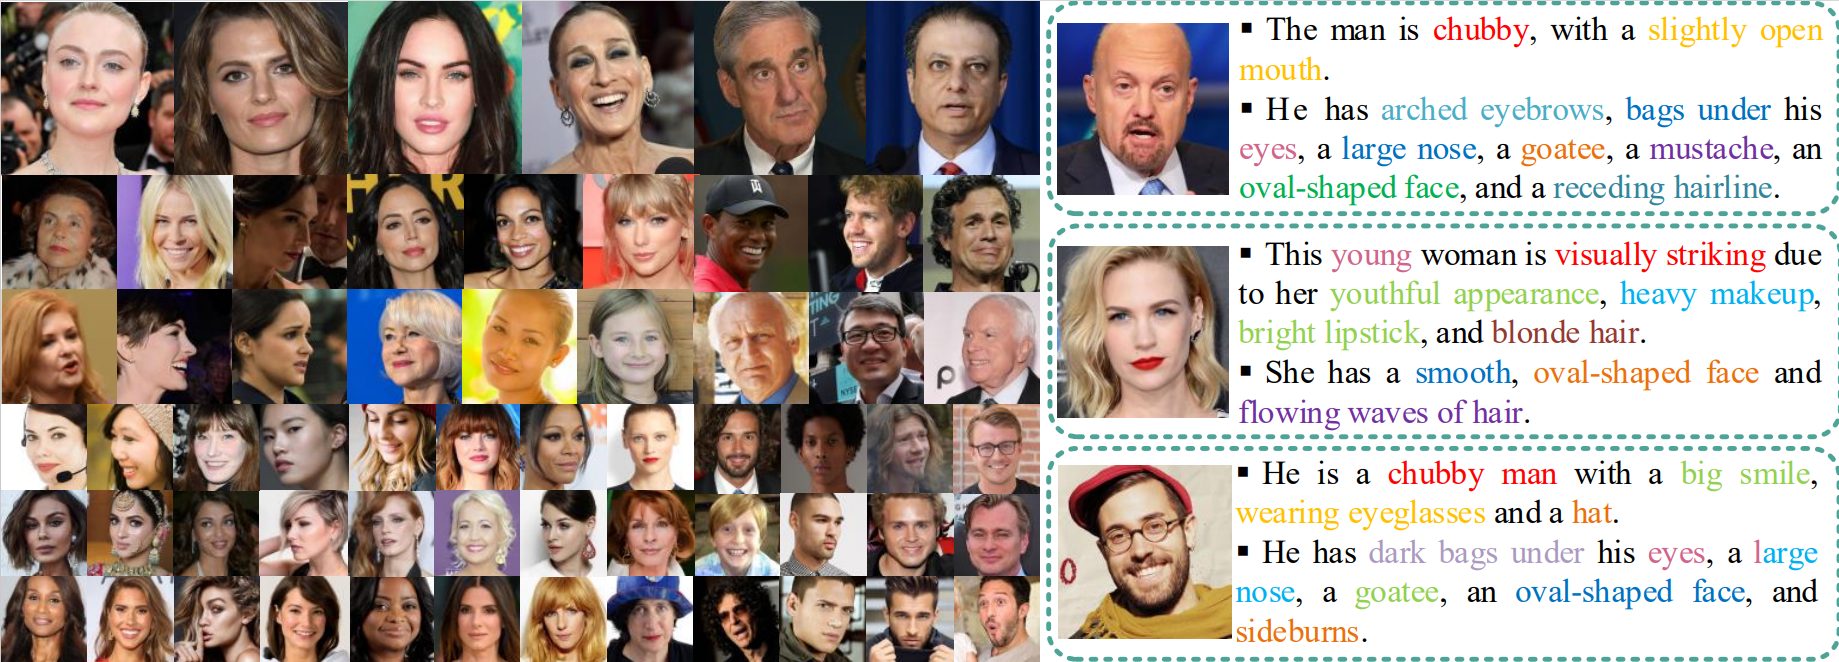 ▪ The man is chubby, with a slightly open
mouth.
▪ He has arched eyebrows, bags under his
eyes, a large nose, a goatee, a mustache, an
oval-shaped face, and a receding hairline.
▪ This young woman is visually striking due
to her youthful appearance, heavy makeup,
bright lipstick, and blonde hair.
▪ She has a smooth, oval-shaped face and
flowing waves of hair.
▪ He is a chubby man with a big smile,
wearing eyeglasses and a hat.
▪ He has dark bags under his eyes, a large
nose, a goatee, an oval-shaped face, and
sideburns.